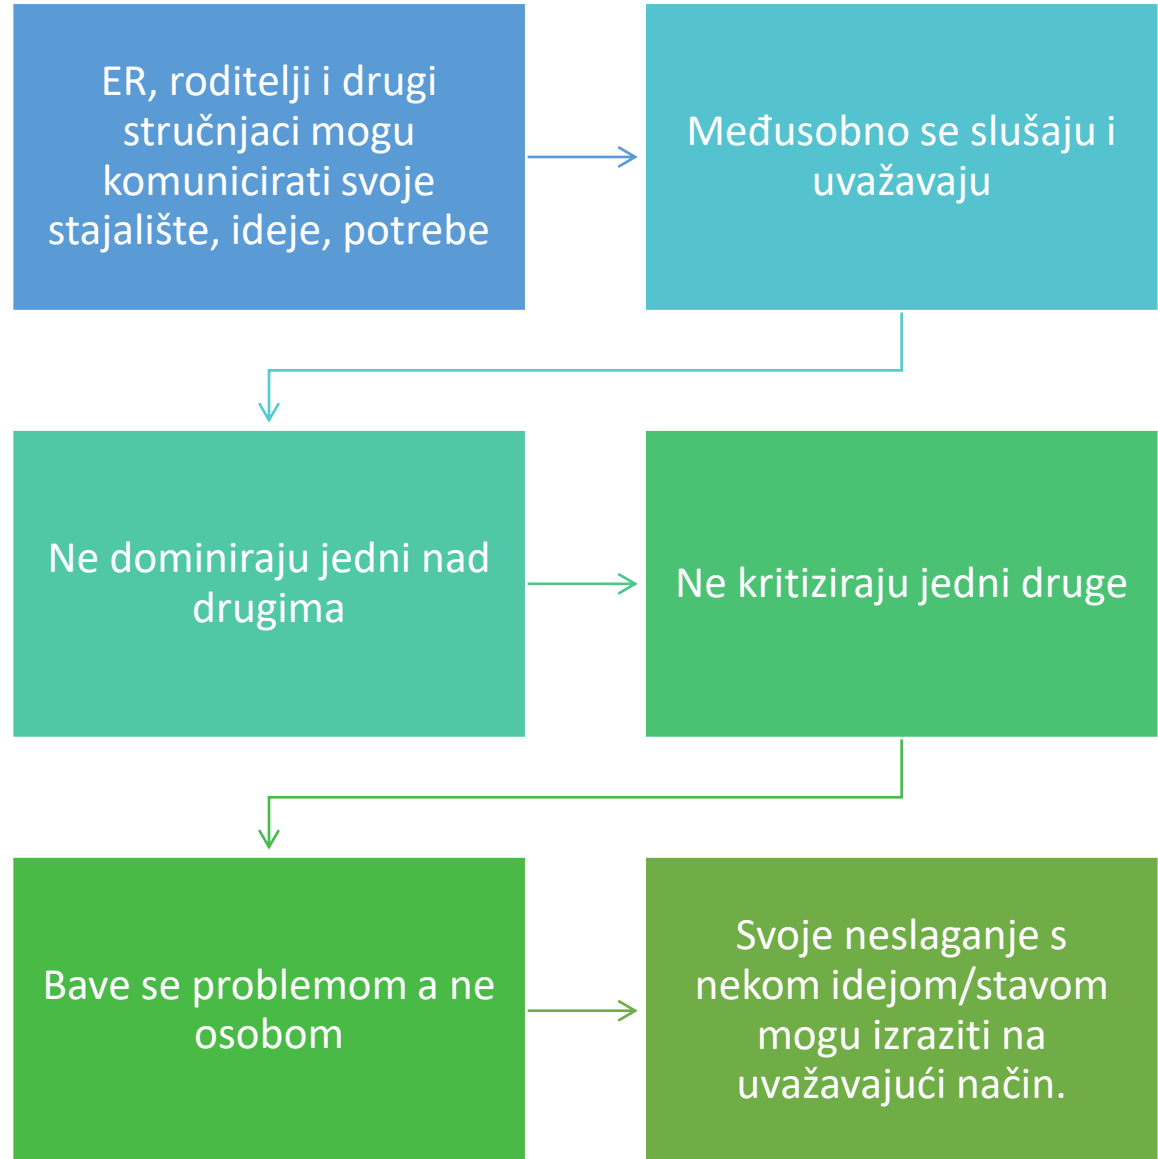 ER, roditelji i drugi
stručnjaci mogu
komunicirati svoje
stajalište, ideje, potrebe
Međusobno se slušaju i
uvažavaju
Ne dominiraju jedni nad
drugima
Ne kritiziraju jedni druge
Bave se problemom a ne
osobom
Svoje neslaganje s
nekom idejom/stavom
mogu izraziti na
uvažavajući način.